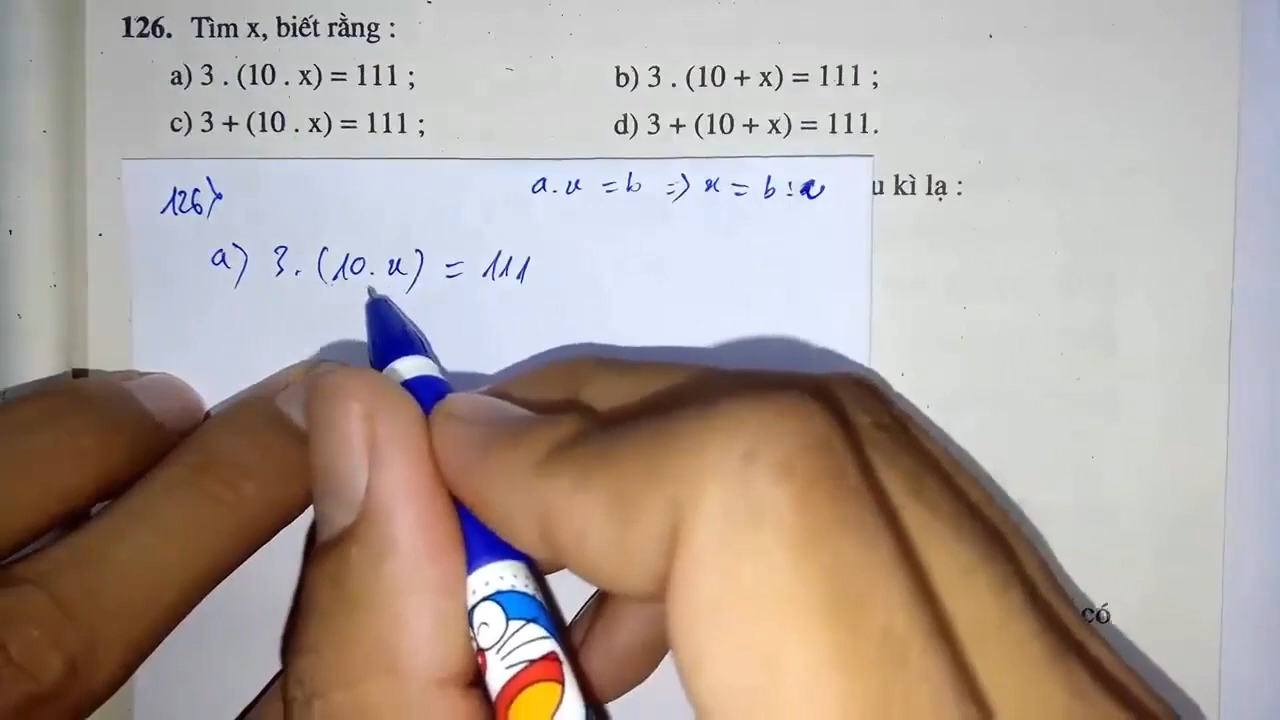 126. Tìm x, biết rằng :
a) 3 . (10 . x) = 111 ; b) 3 . (10 + x) = 111 ;
c) 3 + (10 . x) = 111 ; d) 3 + (10 + x) = 111.
126) a.x = b => x = b : a
u kì lạ :
a) 3. (10. x) = 111
có